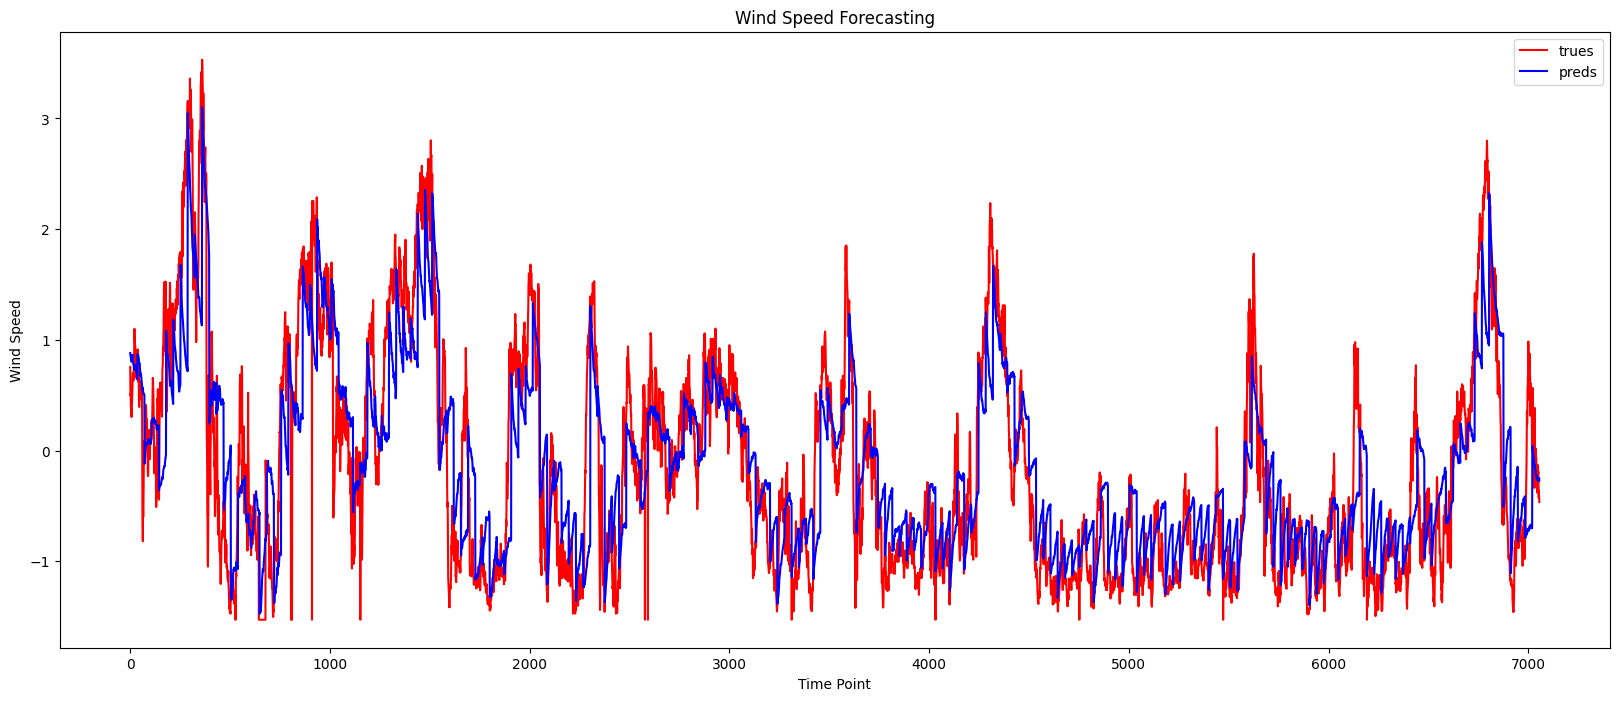 Wind Speed Forecasting
trues
preds
Wind Speed
3
2
1
0
−1
0 1000 2000 3000 4000 5000 6000 7000
Time Point